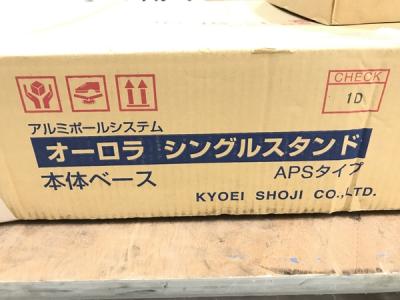 CHECK
1D
アルミポールシステム
オーロラ シングルスタンド
本体ベース
APSタイプ
KYOEI SHOJI CO.,LTD.